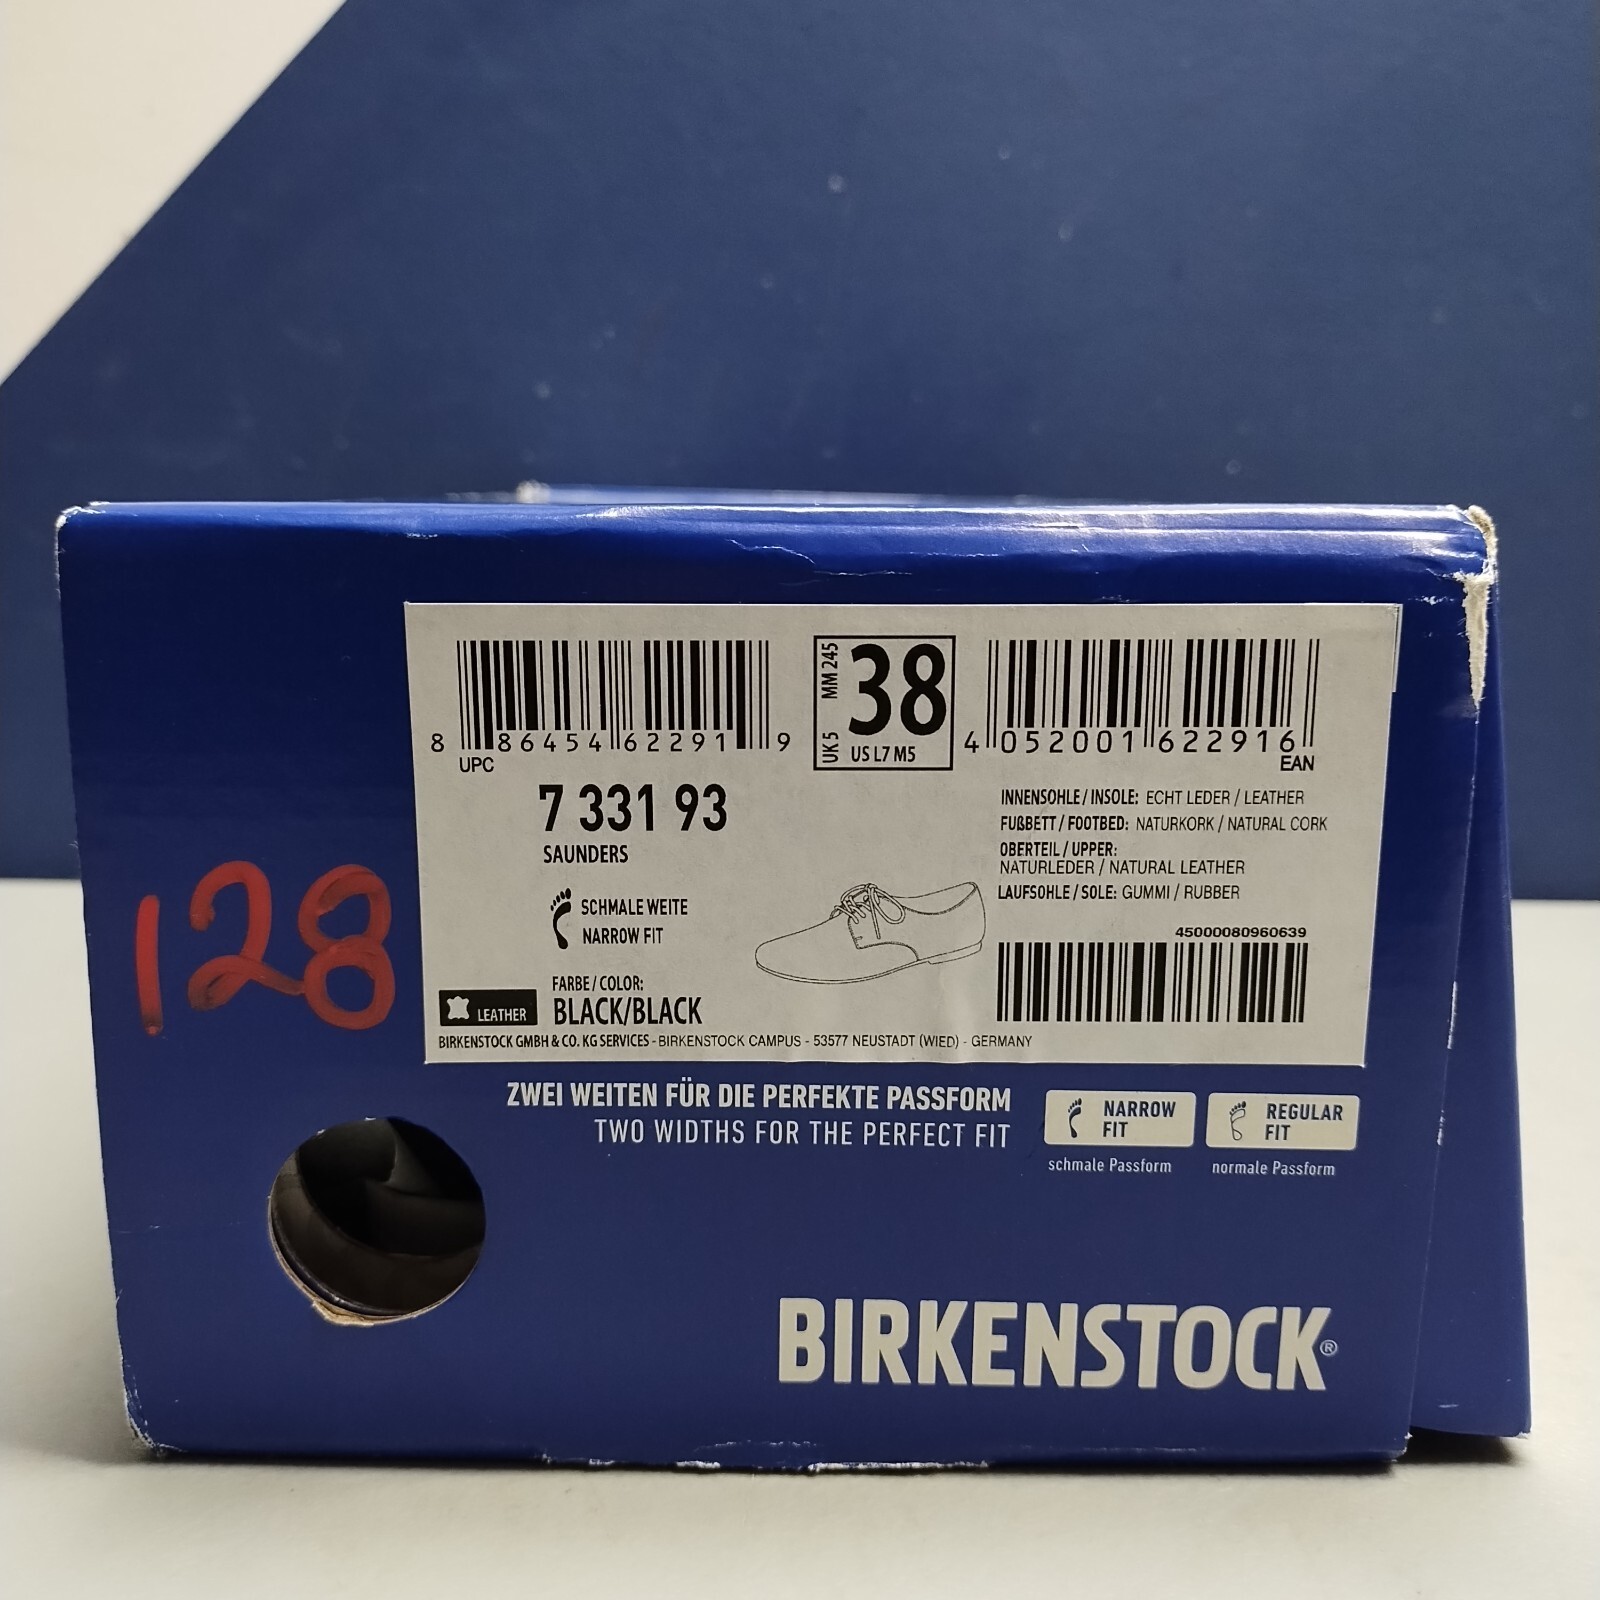 8 86454 62291 9
UPC
MM 245
UK 5
38
US L7 M5
4 052001 622916
EAN
7 331 93
SAUNDERS
SCHMALE WEITE
NARROW FIT
FARBE / COLOR:
LEATHER
BLACK/BLACK
INNENSOHLE / INSOLE: ECHT LEDER / LEATHER
FUßBETT / FOOTBED: NATURKORK / NATURAL CORK
OBERTEIL / UPPER:
NATURLEDER / NATURAL LEATHER
LAUFSOHLE / SOLE: GUMMI / RUBBER
45000080960639
BIRKENSTOCK GMBH & CO. KG SERVICES - BIRKENSTOCK CAMPUS - 53577 NEUSTADT (WIED) - GERMANY
128
ZWEI WEITEN FÜR DIE PERFEKTE PASSFORM
TWO WIDTHS FOR THE PERFECT FIT
NARROW
FIT
schmale Passform
REGULAR
FIT
normale Passform
BIRKENSTOCK®